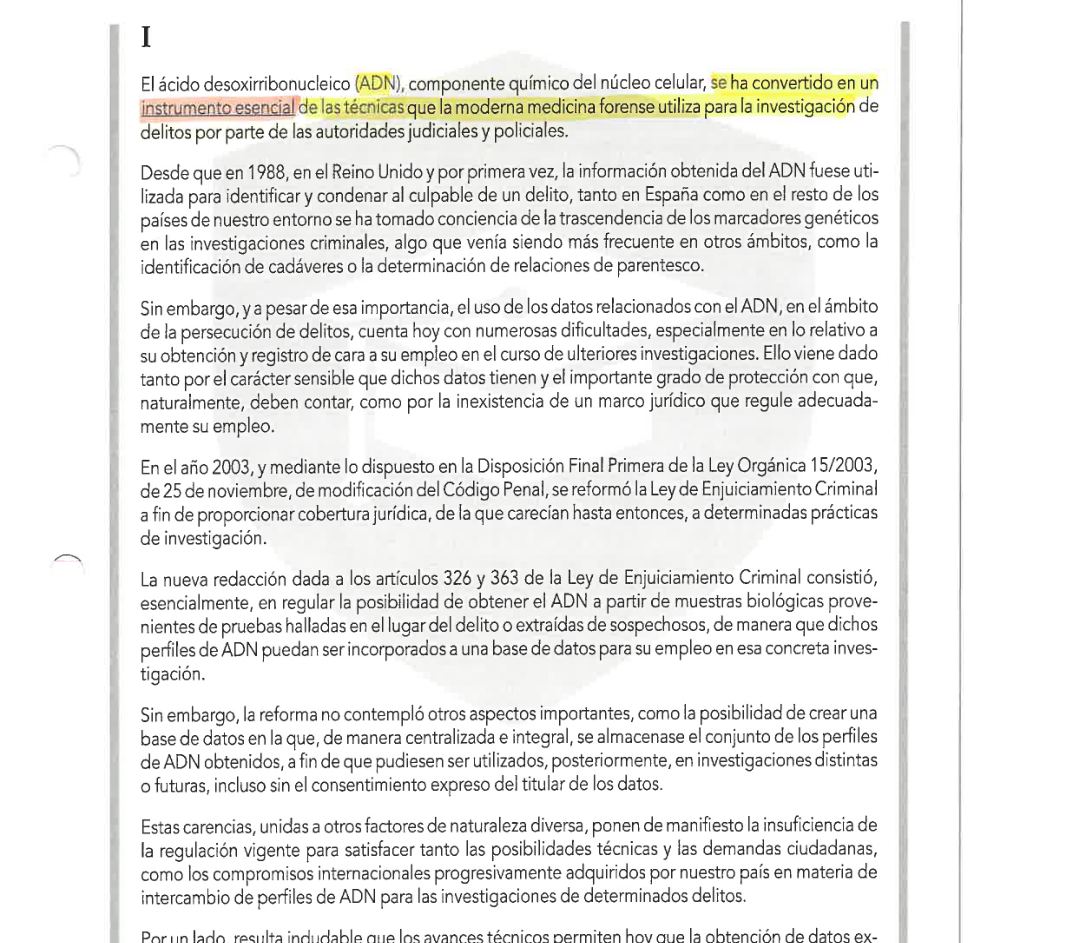 I
El ácido desoxirribonucleico (ADN), componente químico del núcleo celular, se ha convertido en un
instrumento esencial de las técnicas que la moderna medicina forense utiliza para la investigación de
delitos por parte de las autoridades judiciales y policiales.
Desde que en 1988, en el Reino Unido y por primera vez, la información obtenida del ADN fuese uti-
lizada para identificar y condenar al culpable de un delito, tanto en España como en el resto de los
países de nuestro entorno se ha tomado conciencia de la trascendencia de los marcadores genéticos
en las investigaciones criminales, algo que venía siendo más frecuente en otros ámbitos, como la
identificación de cadáveres o la determinación de relaciones de parentesco.
Sin embargo, y a pesar de esa importancia, el uso de los datos relacionados con el ADN, en el ámbito
de la persecución de delitos, cuenta hoy con numerosas dificultades, especialmente en lo relativo a
su obtención y registro de cara a su empleo en el curso de ulteriores investigaciones. Ello viene dado
tanto por el carácter sensible que dichos datos tienen y el importante grado de protección con que,
naturalmente, deben contar, como por la inexistencia de un marco jurídico que regule adecuada-
mente su empleo.
En el año 2003, y mediante lo dispuesto en la Disposición Final Primera de la Ley Orgánica 15/2003,
de 25 de noviembre, de modificación del Código Penal, se reformó la Ley de Enjuiciamiento Criminal
a fin de proporcionar cobertura jurídica, de la que carecían hasta entonces, a determinadas prácticas
de investigación.
La nueva redacción dada a los artículos 326 y 363 de la Ley de Enjuiciamiento Criminal consistió,
esencialmente, en regular la posibilidad de obtener el ADN a partir de muestras biológicas prove-
nientes de pruebas halladas en el lugar del delito o extraídas de sospechosos, de manera que dichos
perfiles de ADN puedan ser incorporados a una base de datos para su empleo en esa concreta inves-
tigación.
Sin embargo, la reforma no contempló otros aspectos importantes, como la posibilidad de crear una
base de datos en la que, de manera centralizada e integral, se almacenase el conjunto de los perfiles
de ADN obtenidos, a fin de que pudiesen ser utilizados, posteriormente, en investigaciones distintas
o futuras, incluso sin el consentimiento expreso del titular de los datos.
Estas carencias, unidas a otros factores de naturaleza diversa, ponen de manifiesto la insuficiencia de
la regulación vigente para satisfacer tanto las posibilidades técnicas y las demandas ciudadanas,
como los compromisos internacionales progresivamente adquiridos por nuestro país en materia de
intercambio de perfiles de ADN para las investigaciones de determinados delitos.
Por un lado, resulta indudable que los avances técnicos permiten hoy que la obtención de datos ex-